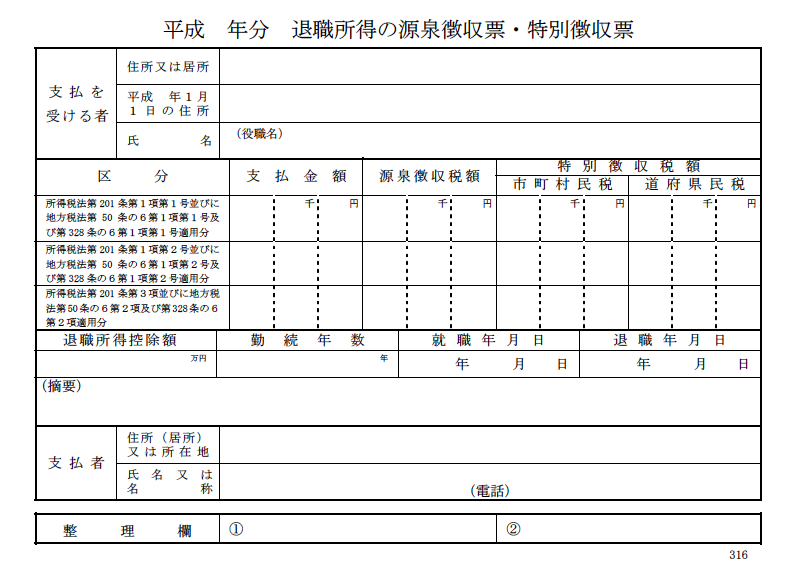 平成　年分　退職所得の源泉徴収票・特別徴収票
支払を
受ける者
住所又は居所
平成　年１月
１日の住所
氏　名
（役職名）
区　分
支払金額
源泉徴収税額
特別徴収税額
市町村民税
道府県民税
所得税法第201条第１項第１号並びに
地方税法第 50 条の６第１項第１号及
び第328条の６第１項第１号適用分
千　円
千　円
千　円
千　円
所得税法第201条第１項第２号並びに
地方税法第 50 条の６第１項第２号及
び第328条の６第１項第２号適用分
所得税法第201条第３項並びに地方税
法第50条の６第２項及び第328条の６
第２項適用分
退職所得控除額
勤続年数
就職年月日
退職年月日
万円
年
年　月　日
年　月　日
（摘要）
支払者
住所（居所）
又は所在地
氏名又は
名　称
（電話）
整　理　欄
①
②
316